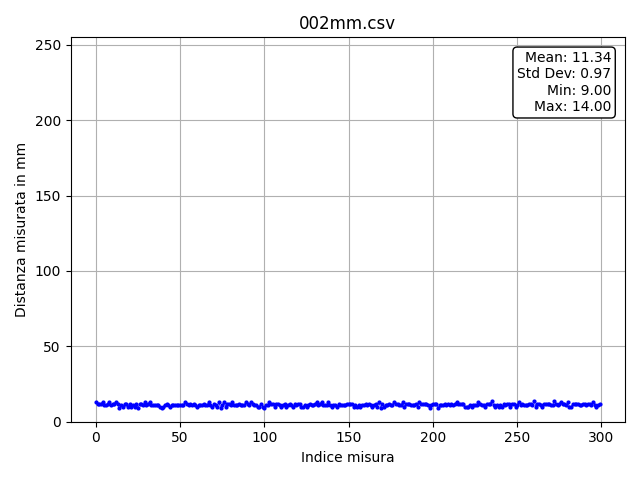 002mm.csv
Mean: 11.34
Std Dev: 0.97
Min: 9.00
Max: 14.00
Distanza misurata in mm
250
200
150
100
50
0
0 50 100 150 200 250 300
Indice misura